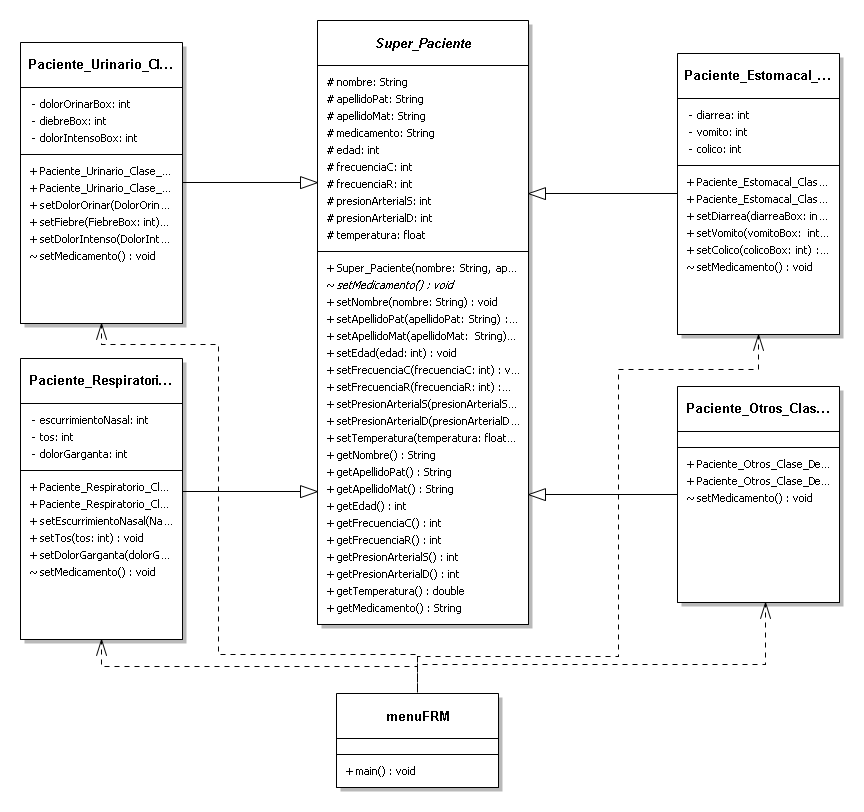 Super_Paciente
# nombre: String
# apellidoPat: String
# apellidoMat: String
# medicamento: String
# edad: int
# frecuenciaC: int
# frecuenciaR: int
# presionArterialS: int
# presionArterialD: int
# temperatura: float
+ Super_Paciente(nombre: String, ap...
~ setMedicamento() : void
+ setNombre(nombre: String) : void
+ setApellidoPat(apellidoPat: String) :...
+ setApellidoMat(apellidoMat: String)...
+ setEdad(edad: int) : void
+ setFrecuenciaC(frecuenciaC: int) : v...
+ setFrecuenciaR(frecuenciaR: int) :...
+ setPresionArterialS(presionArterialS...
+ setPresionArterialD(presionArterialD...
+ setTemperatura(temperatura: float...
+ getNombre() : String
+ getApellidoPat() : String
+ getApellidoMat() : String
+ getEdad() : int
+ getFrecuenciaC() : int
+ getFrecuenciaR() : int
+ getPresionArterialS() : int
+ getPresionArterialD() : int
+ getTemperatura() : double
+ getMedicamento() : String
Paciente_Urinario_Cl...
- dolorOrinarBox: int
- diebreBox: int
- dolorIntensoBox: int
+ Paciente_Urinario_Clase_...
+ Paciente_Urinario_Clase_...
+ setDolorOrinar(DolorOrin...
+ setFiebre(FiebreBox: int)...
+ setDolorIntenso(DolorInt...
~ setMedicamento() : void
Paciente_Estomacal_...
- diarrea: int
- vomito: int
- colico: int
+ Paciente_Estomacal_Clas...
+ Paciente_Estomacal_Clas...
+ setDiarrea(diarreaBox: in...
+ setVomito(vomitoBox: int...
+ setColico(colicoBox: int) :...
~ setMedicamento() : void
Paciente_Respiratori...
- escurrimientoNasal: int
- tos: int
- dolorGarganta: int
+ Paciente_Respiratorio_Cl...
+ Paciente_Respiratorio_Cl...
+ setEscurrimientoNasal(Na...
+ setTos(tos: int) : void
+ setDolorGarganta(dolorG...
~ setMedicamento() : void
Paciente_Otros_Clas...
+ Paciente_Otros_Clase_De...
+ Paciente_Otros_Clase_De...
~ setMedicamento() : void
menuFRM
+ main() : void